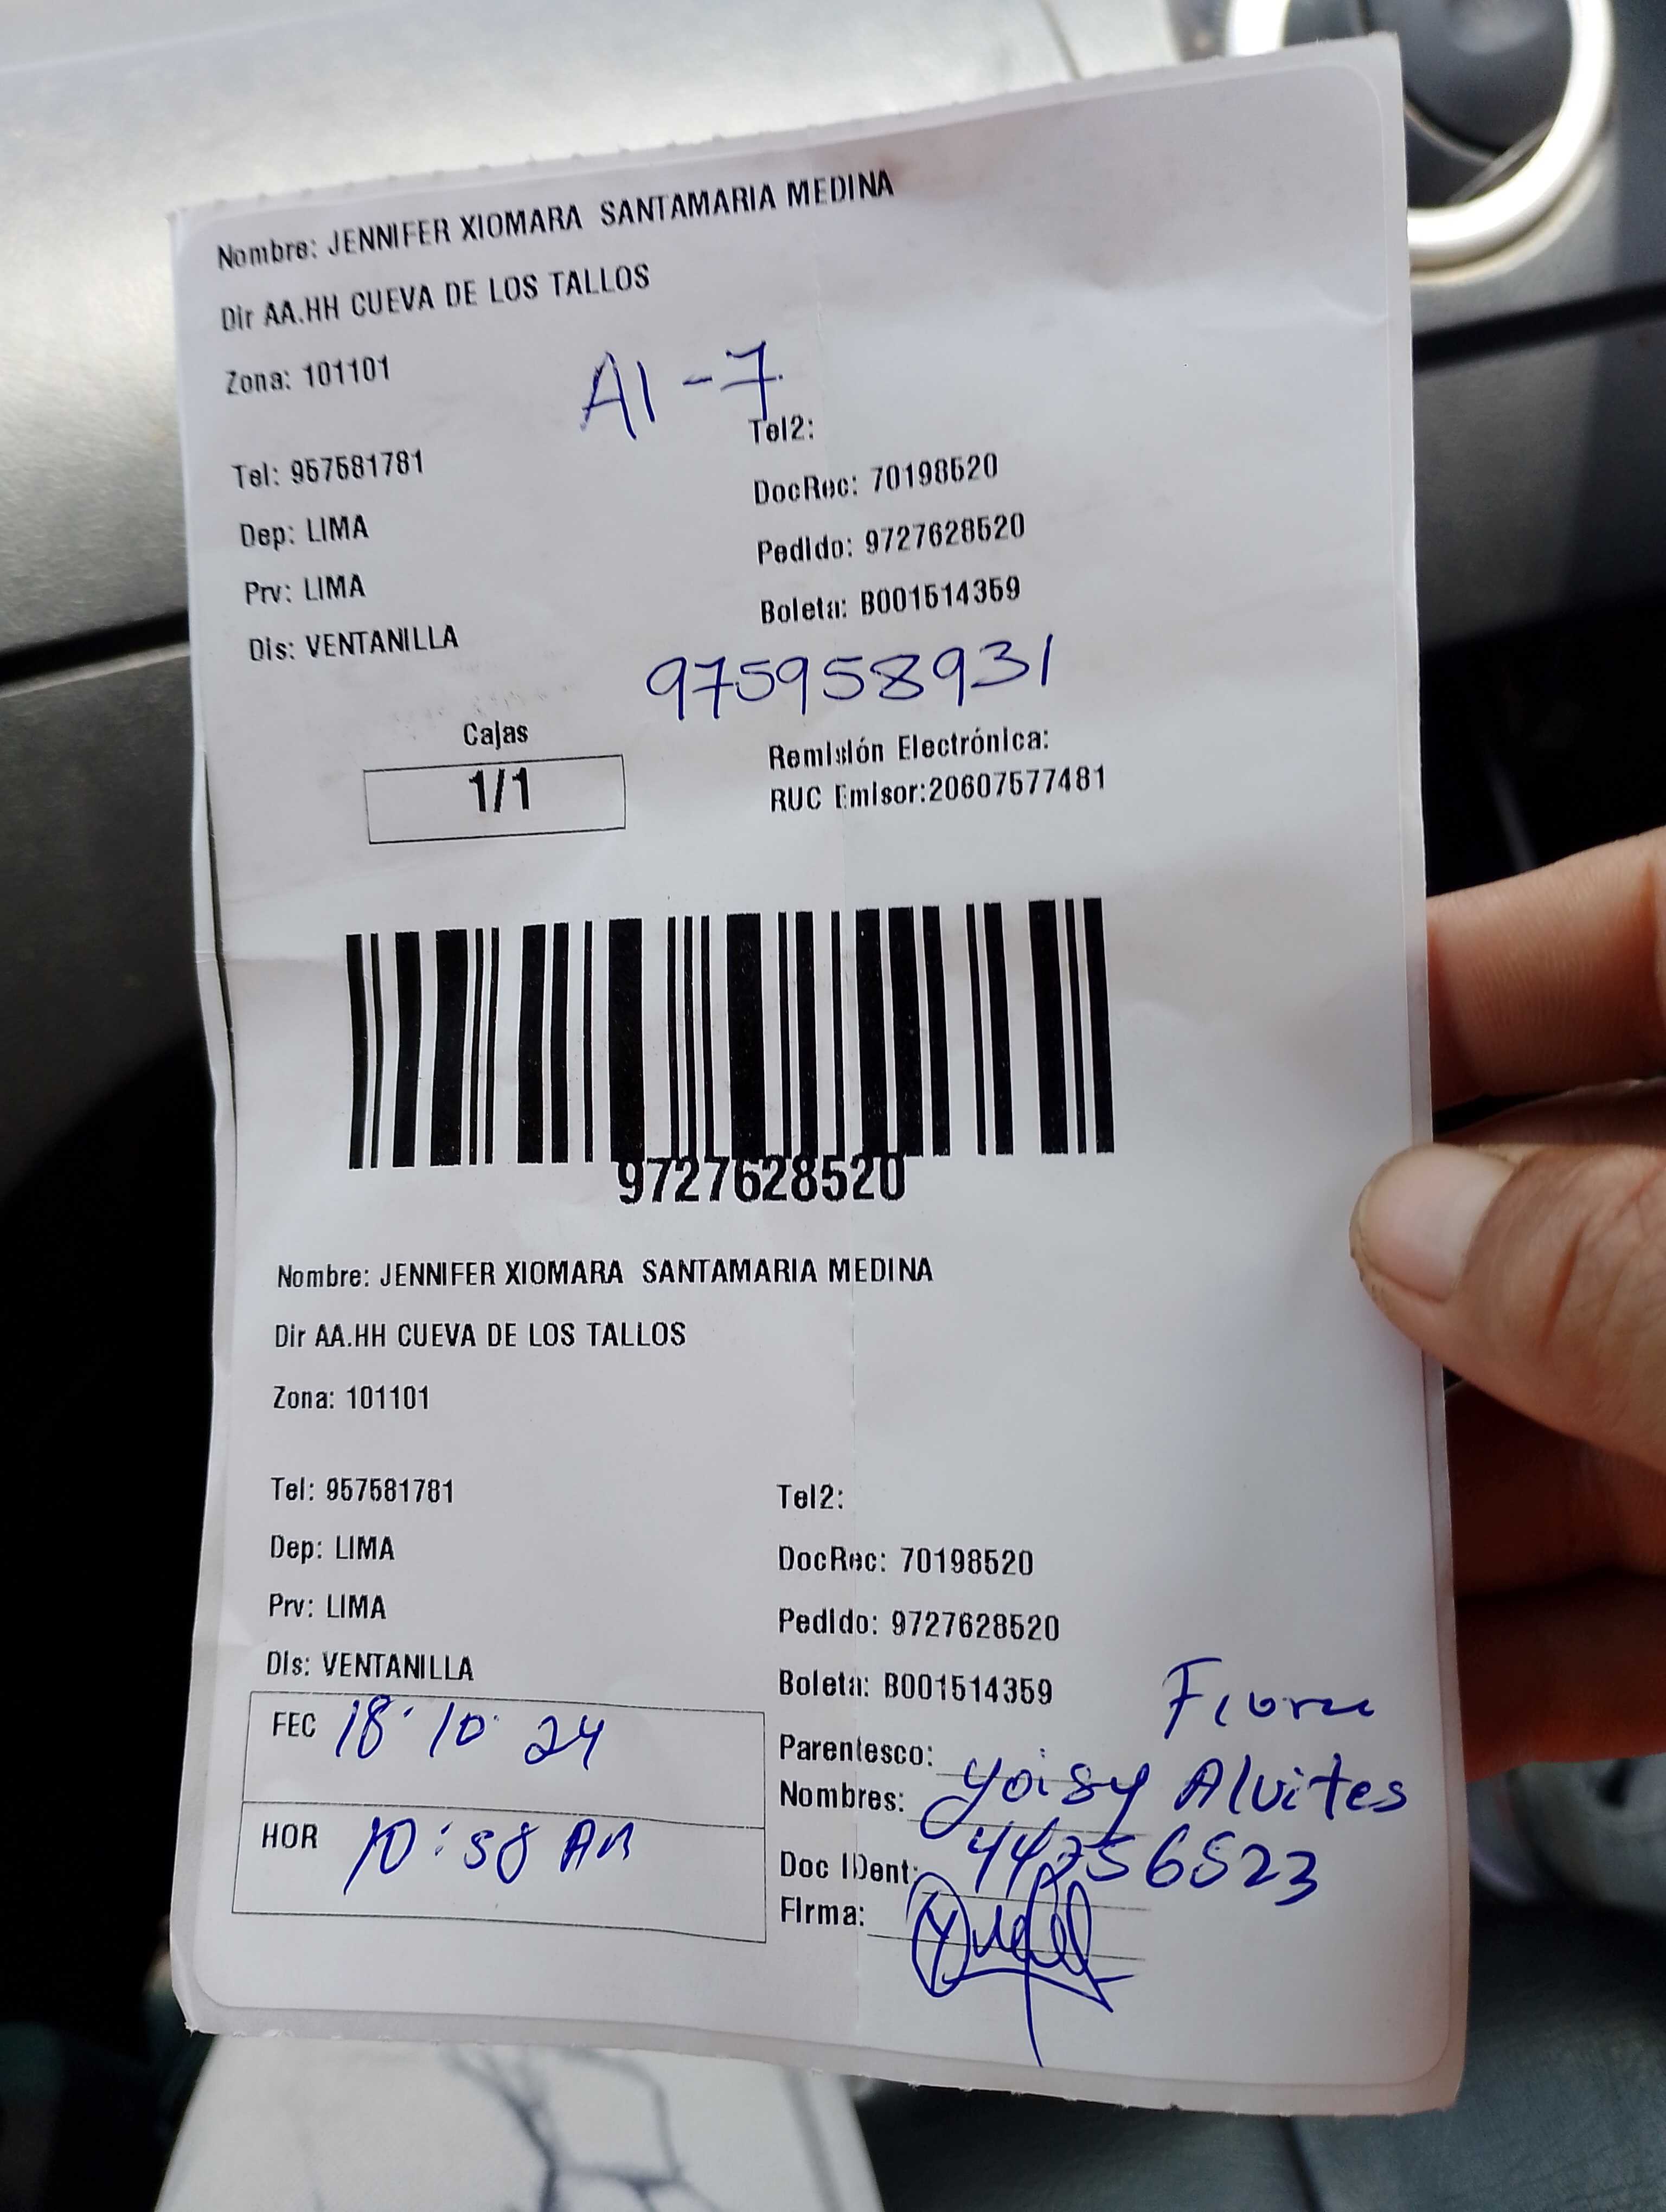 Nombre: JENNIFER XIOMARA SANTAMARIA MEDINA
Dir AA.HH CUEVA DE LOS TALLOS
Zona: 101101
A1-7
Tel: 957581781
Tel2:
Dep: LIMA
DocRec: 70198520
Prv: LIMA
Pedido: 9727628520
Dis: VENTANILLA
Boleta: B001514359
975958931
Cajas
1/1
Remisión Electrónica:
RUC Emisor:20607577481
9727628520
Nombre: JENNIFER XIOMARA SANTAMARIA MEDINA
Dir AA.HH CUEVA DE LOS TALLOS
Zona: 101101
Tel: 957581781
Tel2:
Dep: LIMA
DocRec: 70198520
Prv: LIMA
Pedido: 9727628520
Dis: VENTANILLA
Boleta: B001514359
FEC 18·10·24
Parentesco:
Nombres: Yoisy Alvites
HOR 10:58 AM
Doc IDent:
Firma: